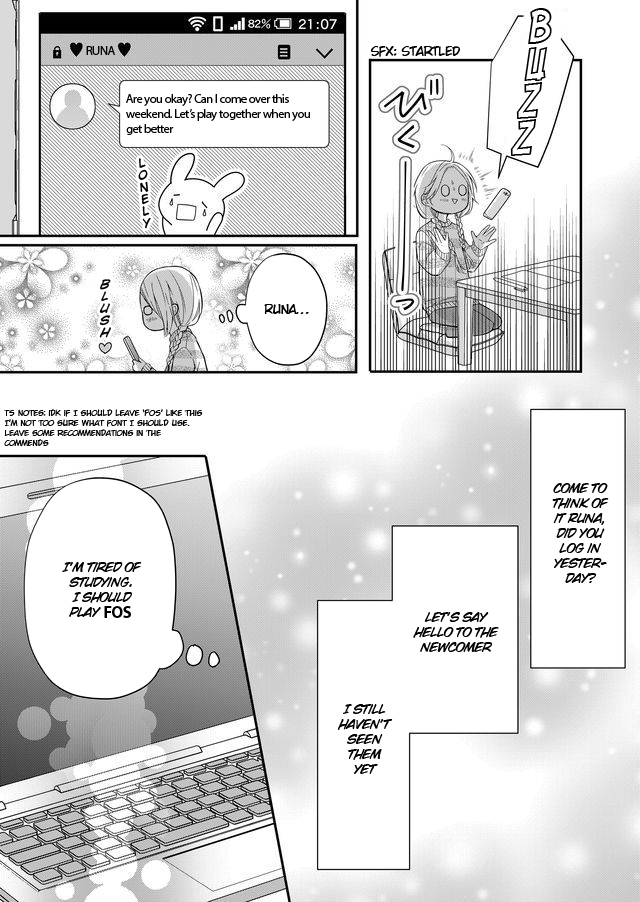 BUZZ
SFX: STARTLED
びくっ
82% 21:07
♥ RUNA ♥
Are you okay? Can I come over this
weekend. Let's play together when you
get better
LONELY
RUNA...
BLUSH♥
COME TO
THINK OF
IT RUNA,
DID YOU
LOG IN
YESTER-
DAY?
LET'S SAY
HELLO TO THE
NEWCOMER
I STILL
HAVEN'T
SEEN
THEM
YET
TS NOTES: IDK IF I SHOULD LEAVE 'FOS' LIKE THIS
I'M NOT TOO SURE WHAT FONT I SHOULD USE.
LEAVE SOME RECOMMENDATIONS IN THE
COMMENDS
I'M TIRED OF
STUDYING.
I SHOULD
PLAY FOS